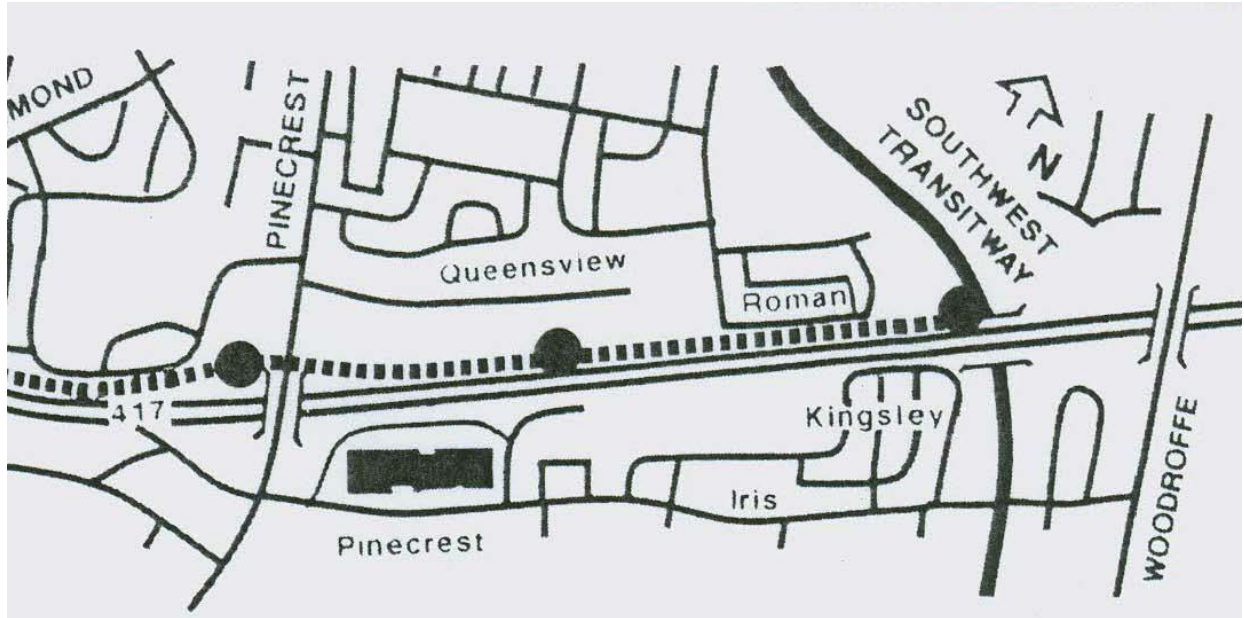 MOND
PINECREST
SOUTHWEST
TRANSITWAY
N
Queensview
Roman
417
Kingsley
Iris
Pinecrest
WOODROFFE